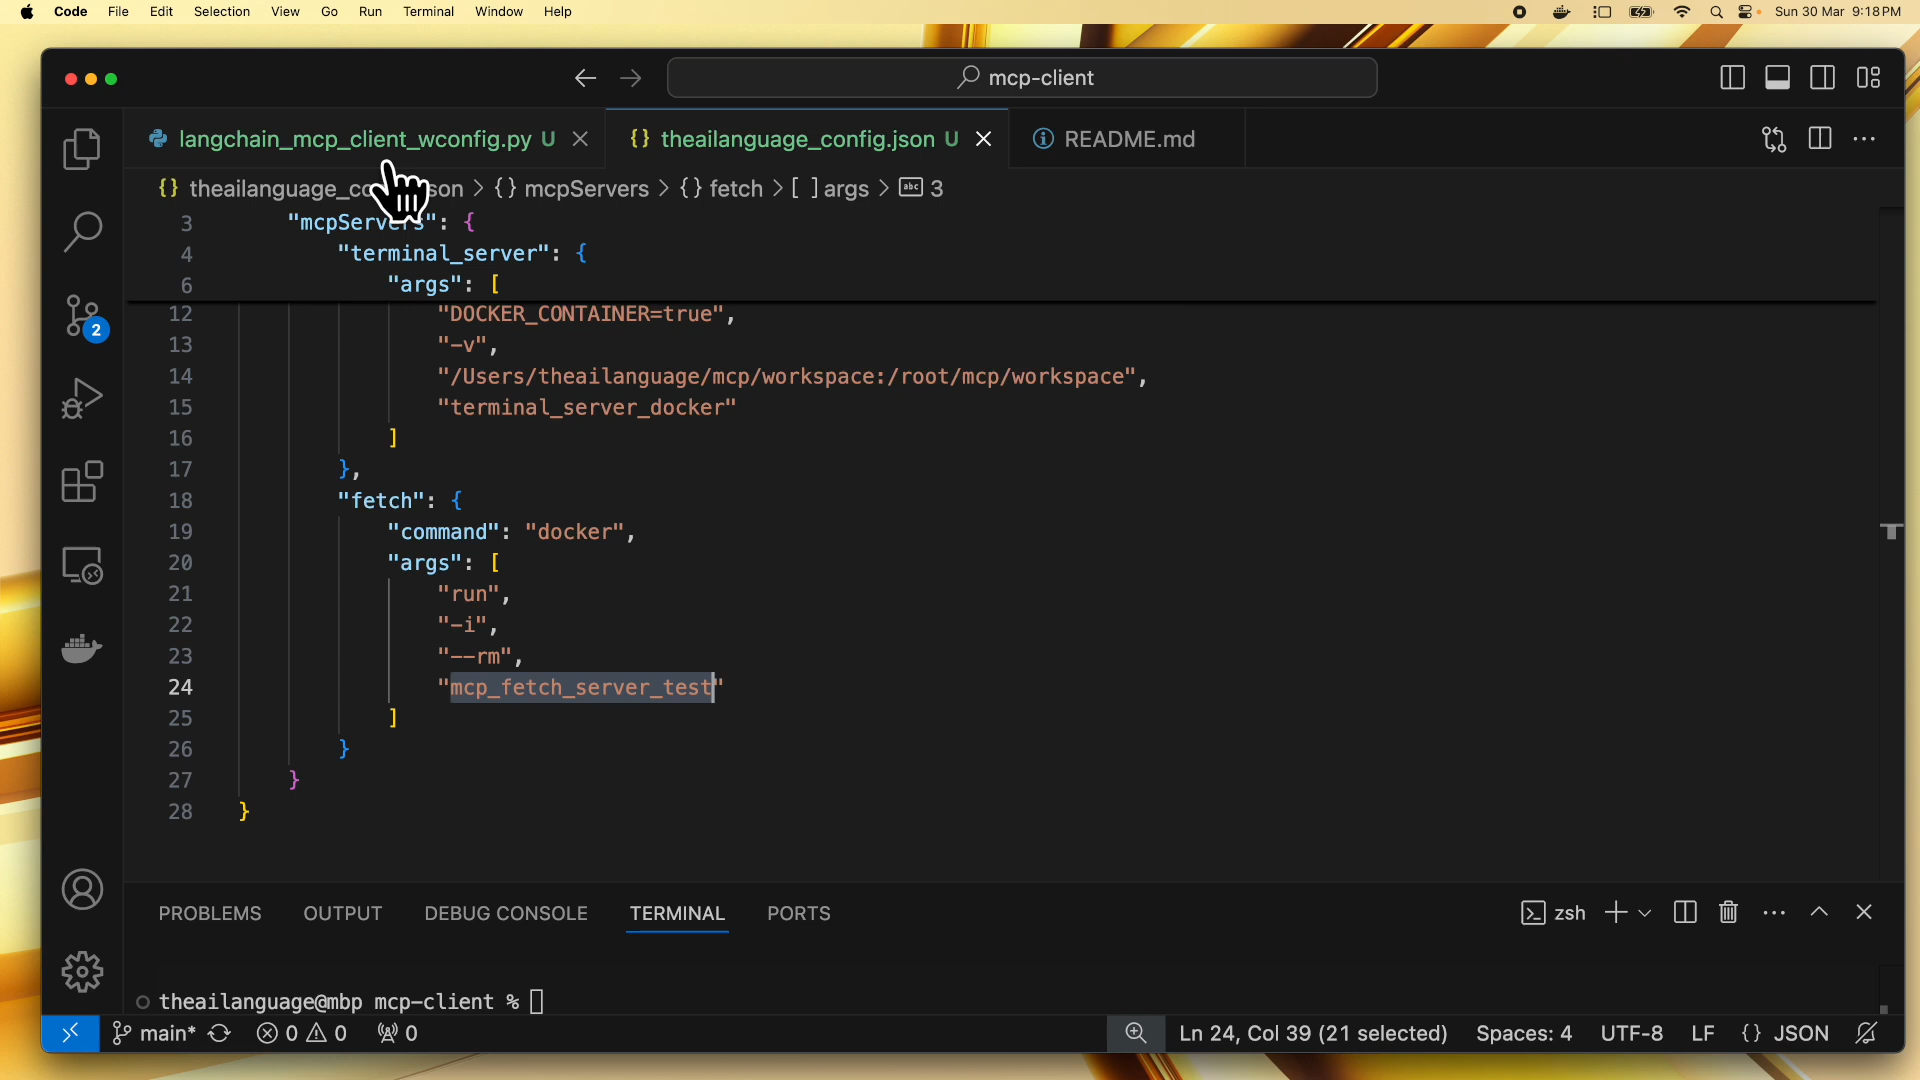 Code File Edit Selection View Go Run Terminal Window Help Sun 30 Mar 9:18 PM
mcp-client
langchain_mcp_client_wconfig.py U theailanguage_config.json U README.md
{} theailanguage_co son > {} mcpServers > {} fetch > [ ] args > abc 3
3 "mcpServers": {
4 "terminal_server": {
6 "args": [
12 "DOCKER_CONTAINER=true",
13 "-v",
14 "/Users/theailanguage/mcp/workspace:/root/mcp/workspace",
15 "terminal_server_docker"
16 ]
17 },
18 "fetch": {
19 "command": "docker",
20 "args": [
21 "run",
22 "-i",
23 "--rm",
24 "mcp_fetch_server_test"
25 ]
26 }
27 }
28 }
2
PROBLEMS OUTPUT DEBUG CONSOLE TERMINAL PORTS zsh
theailanguage@mbp mcp-client %
main* 0 0 0 Ln 24, Col 39 (21 selected) Spaces: 4 UTF-8 LF {} JSON